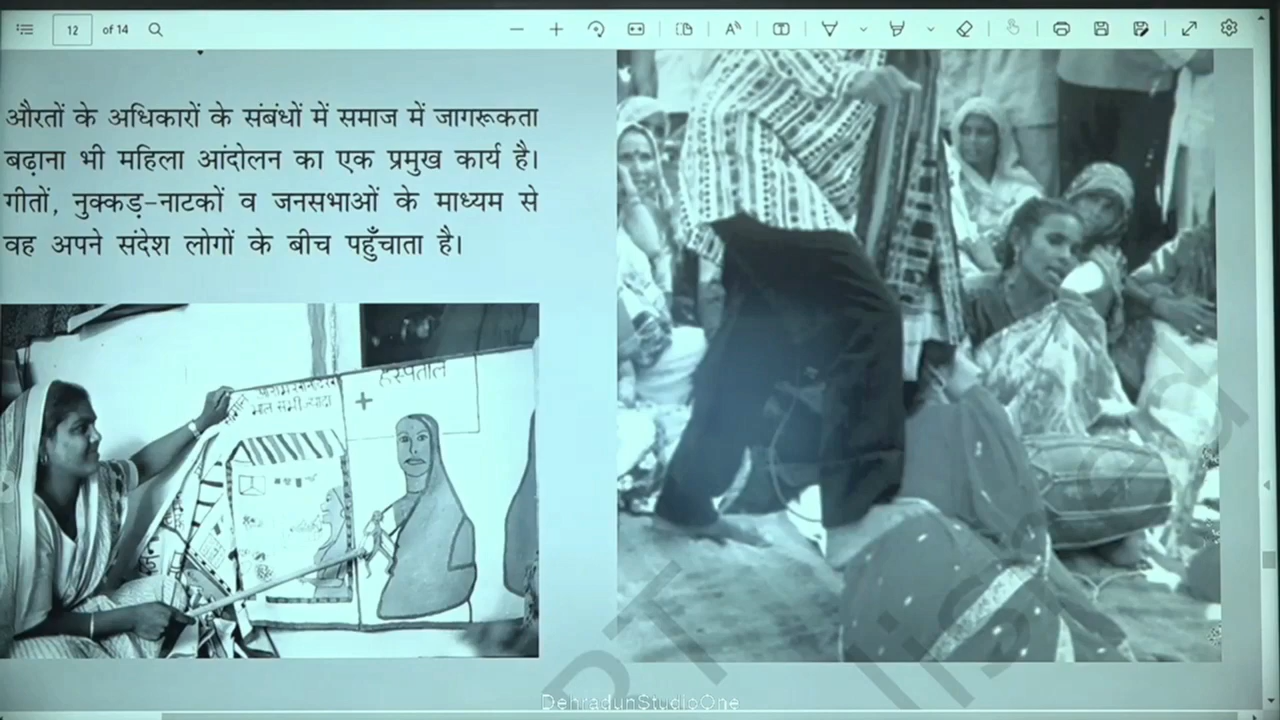 12 of 14
औरतों के अधिकारों के संबंधों में समाज में जागरूकता
बढ़ाना भी महिला आंदोलन का एक प्रमुख कार्य है।
गीतों, नुक्कड़-नाटकों व जनसभाओं के माध्यम से
वह अपने संदेश लोगों के बीच पहुँचाता है।
हस्पताल
DehradunStudioOne